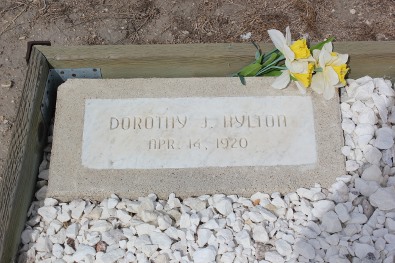 DOROTHY J. HYLTON
APR. 14, 1920